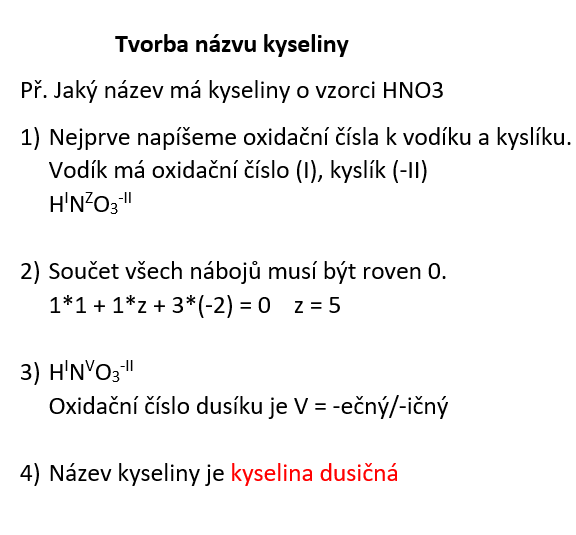 Tvorba názvu kyseliny
Př. Jaký název má kyseliny o vzorci HNO3
1) Nejprve napíšeme oxidační čísla k vodíku a kyslíku.
Vodík má oxidační číslo (I), kyslík (-II)
HᴵNᶻO₃⁻ᴵᴵ
2) Součet všech nábojů musí být roven 0.
1*1 + 1*z + 3*(-2) = 0 z = 5
3) HᴵNⱽO₃⁻ᴵᴵ
Oxidační číslo dusíku je V = -ečný/-ičný
4) Název kyseliny je kyselina dusičná